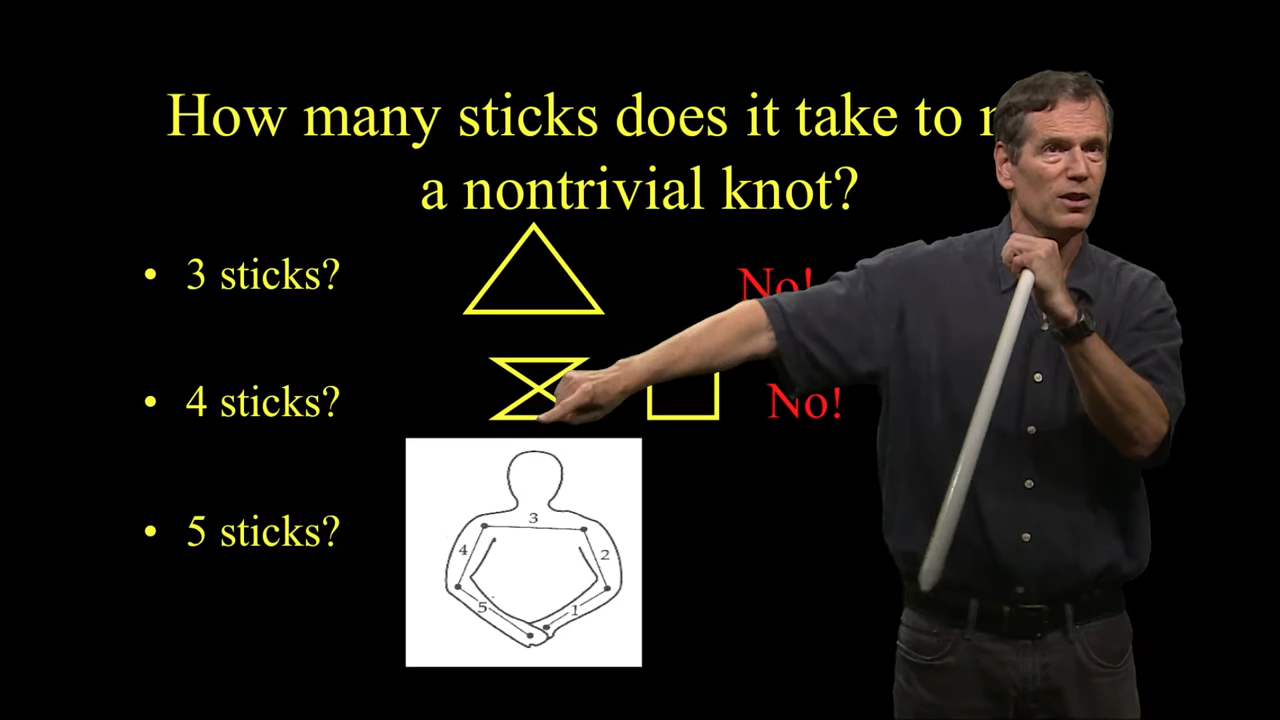 How many sticks does it take to
a nontrivial knot?
• 3 sticks? No!
• 4 sticks? No!
3
4 2
• 5 sticks?
5 1